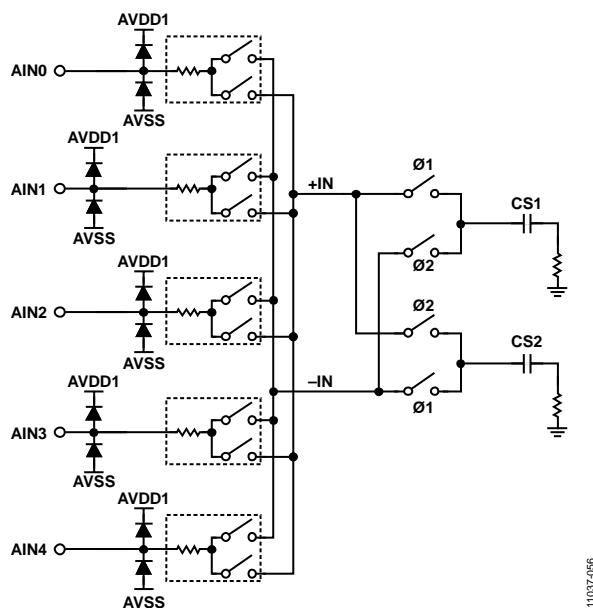 AVDD1
AIN0
AVSS
AVDD1
AIN1
AVSS
+IN
Ø1
CS1
Ø2
AVDD1
AIN2
AVSS
Ø2
CS2
AVDD1
–IN
Ø1
AIN3
AVSS
AVDD1
AIN4
AVSS
11037-056